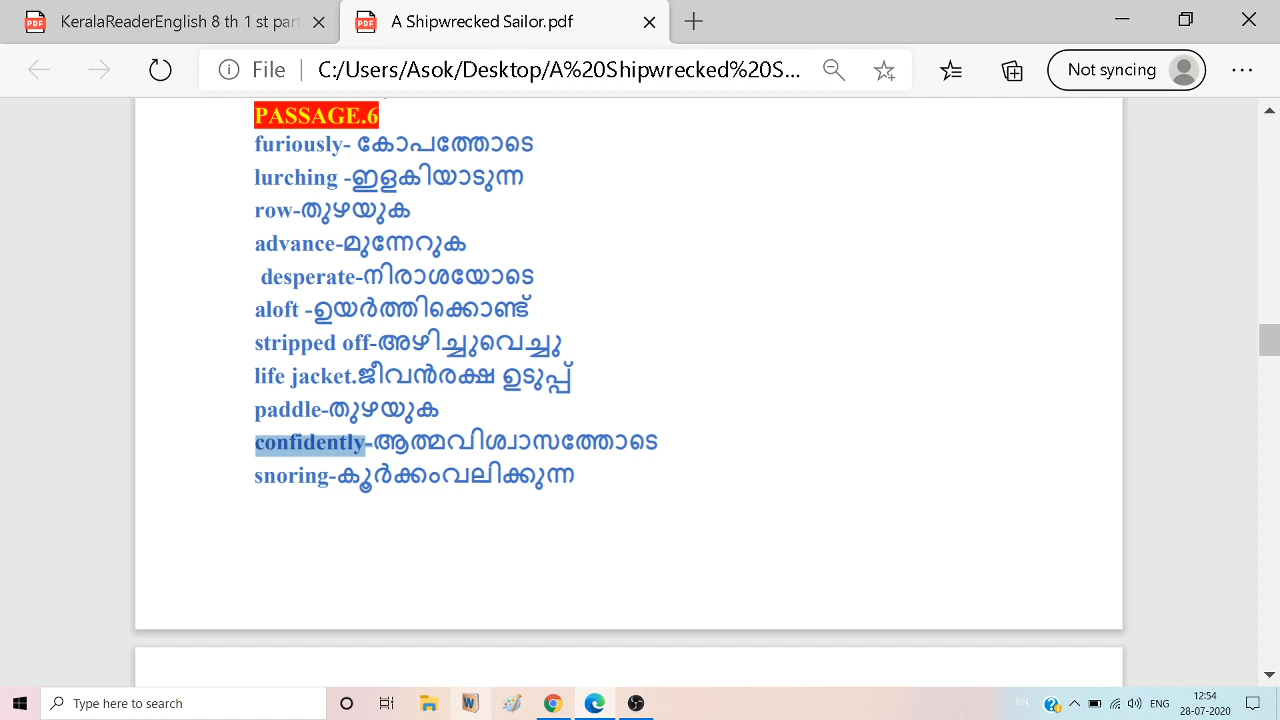 KeralaReaderEnglish 8 th 1 st par
A Shipwrecked Sailor.pdf
File
C:/Users/Asok/Desktop/A%20Shipwrecked%20S...
Not syncing
PASSAGE.6
furiously- കോപത്തോടെ
lurching -ഇളകിയാടുന്ന
row-തുഴയുക
advance-മുന്നേറുക
desperate-നിരാശയോടെ
aloft -ഉയർത്തിക്കൊണ്ട്
stripped off-അഴിച്ചുവെച്ചു
life jacket.ജീവൻരക്ഷ ഉടുപ്പ്
paddle-തുഴയുക
confidently-ആത്മവിശ്വാസത്തോടെ
snoring-കൂർക്കംവലിക്കുന്ന
Type here to search
EN
ENG
12:54
28-07-2020